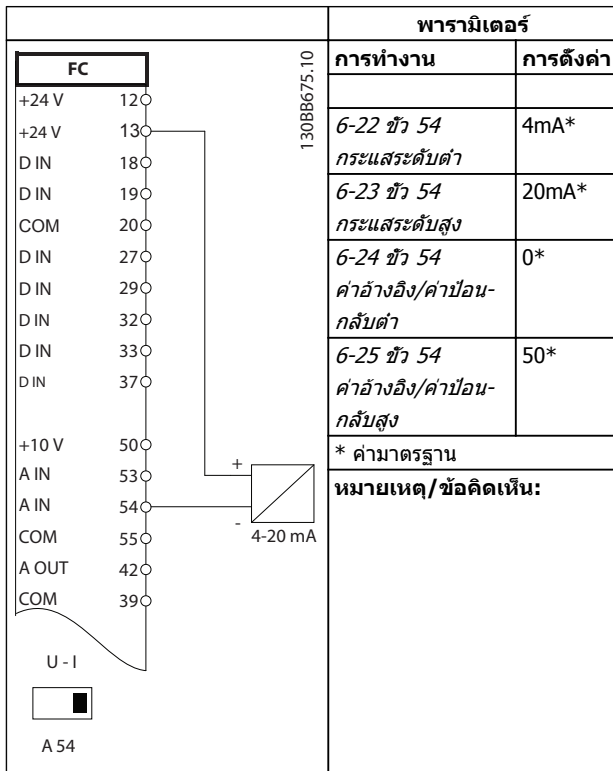 พารามิเตอร์
การทำงาน
การตั้งค่า
6-22 ขั้ว 54
กระแสระดับต่ำ
4mA*
6-23 ขั้ว 54
กระแสระดับสูง
20mA*
6-24 ขั้ว 54
ค่าอ้างอิง/ค่าป้อน-
กลับต่ำ
0*
6-25 ขั้ว 54
ค่าอ้างอิง/ค่าป้อน-
กลับสูง
50*
* ค่ามาตรฐาน
หมายเหตุ/ข้อคิดเห็น:
FC
130BB675.10
+24 V 12
+24 V 13
D IN 18
D IN 19
COM 20
D IN 27
D IN 29
D IN 32
D IN 33
D IN 37
+10 V 50
A IN 53
A IN 54
COM 55
A OUT 42
COM 39
+
-
4-20 mA
U - I
A 54